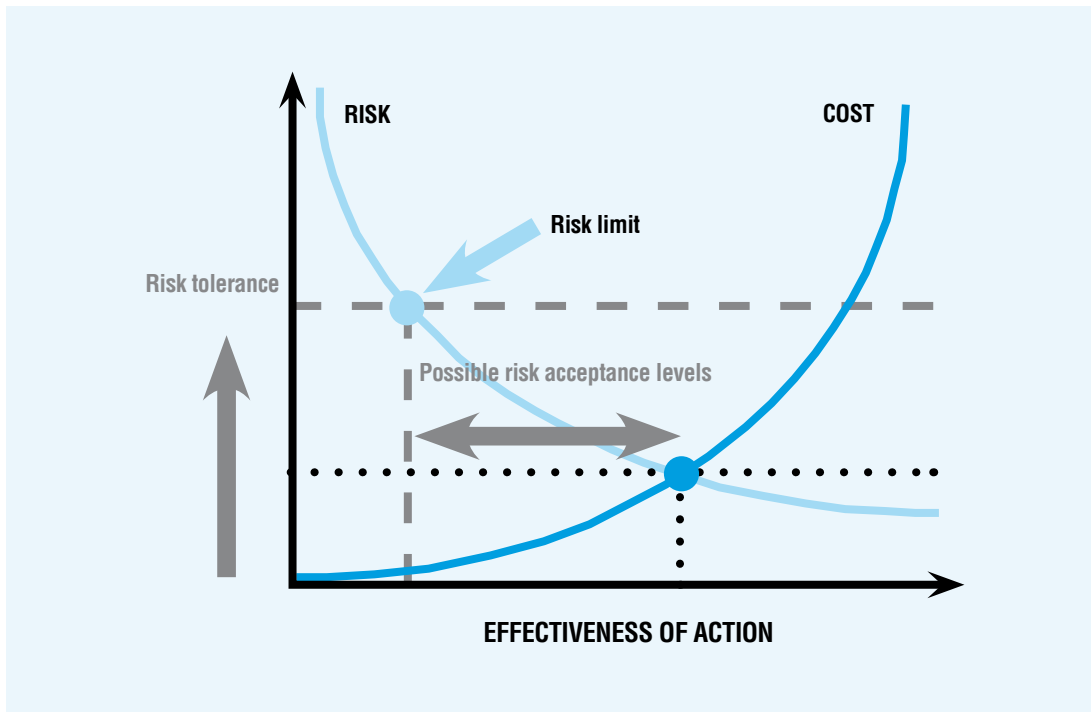 RISK
COST
Risk limit
Risk tolerance
Possible risk acceptance levels
EFFECTIVENESS OF ACTION